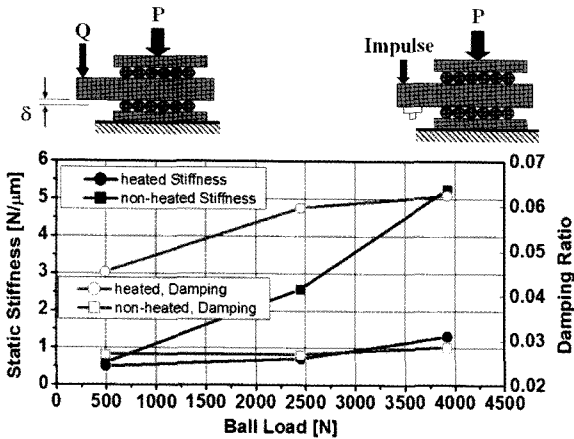 P
Q
δ
P
Impulse
Static Stiffness [N/μm]
6
5
4
3
2
1
0
heated Stiffness
non-heated Stiffness
heated, Damping
non-heated, Damping
0.07
0.06
0.05
0.04
0.03
0.02
Damping Ratio
0 500 1000 1500 2000 2500 3000 3500 4000 4500
Ball Load [N]